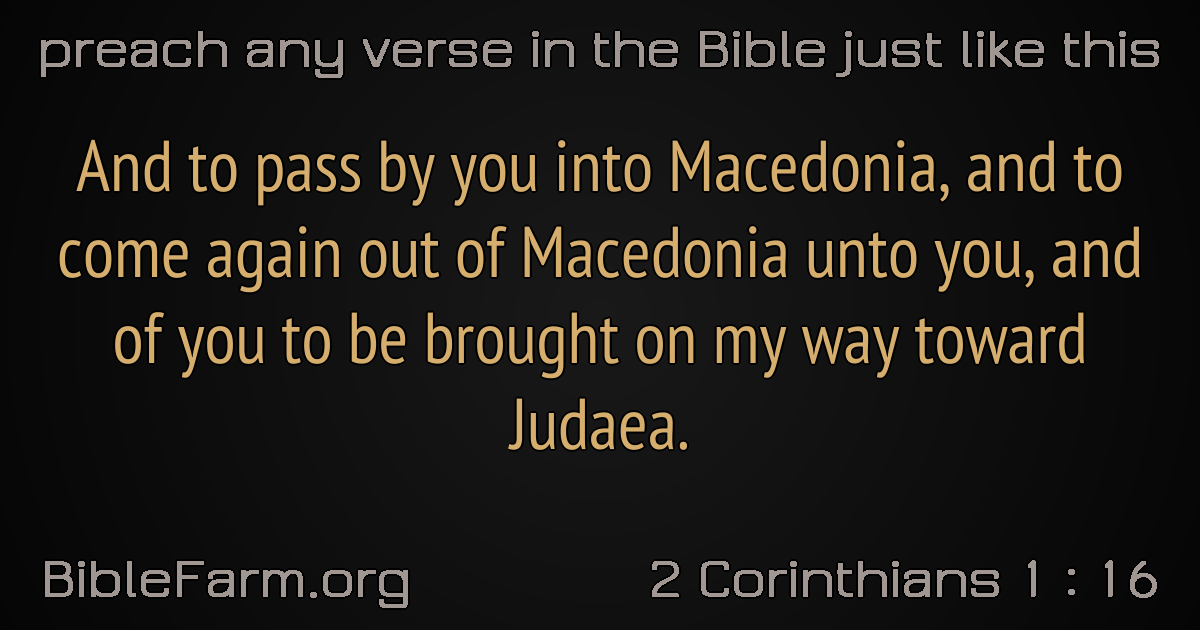 preach any verse in the Bible just like this
And to pass by you into Macedonia, and to
come again out of Macedonia unto you, and
of you to be brought on my way toward
Judaea.
BibleFarm.org
2 Corinthians 1 : 16